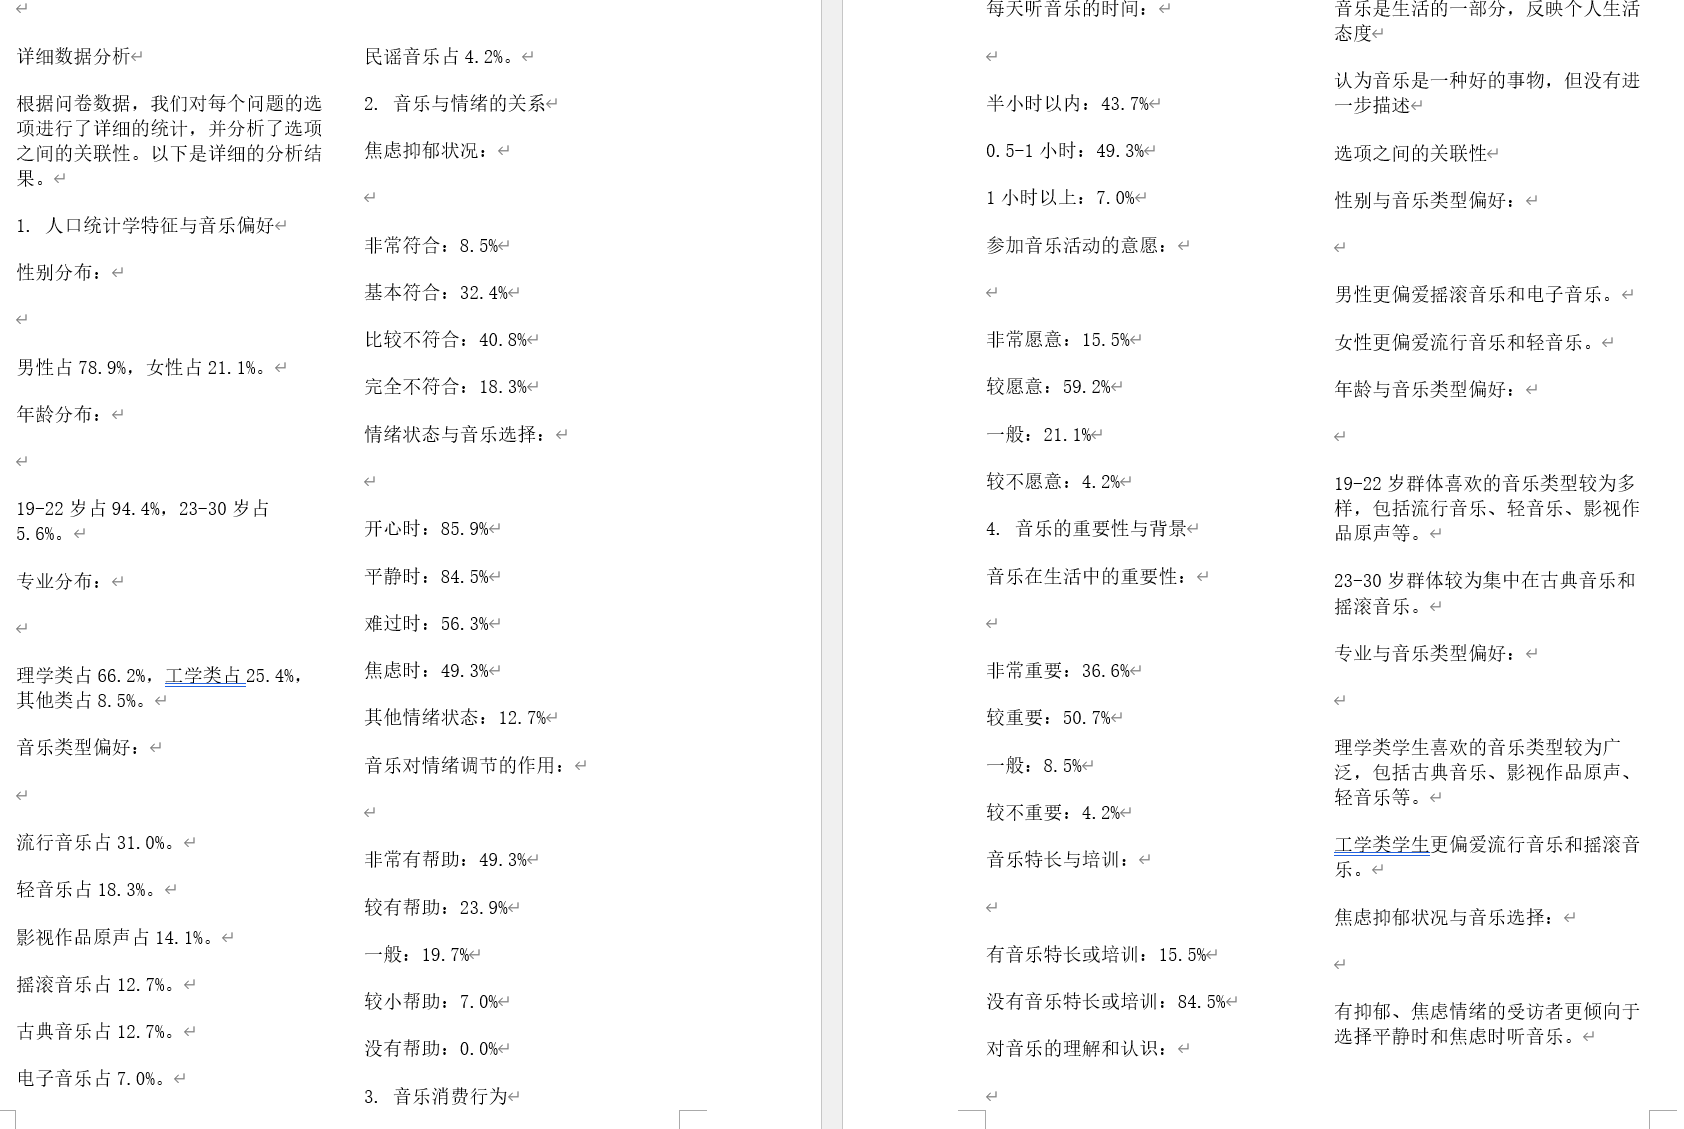 详细数据分析
根据问卷数据，我们对每个问题的选
项进行了详细的统计，并分析了选项
之间的关联性。以下是详细的分析结
果。
1. 人口统计学特征与音乐偏好
性别分布：
男性占 78.9%，女性占 21.1%。
年龄分布：
19-22 岁占 94.4%，23-30 岁占
5.6%。
专业分布：
理学类占 66.2%，工学类占 25.4%，
其他类占 8.5%。
音乐类型偏好：
流行音乐占 31.0%。
轻音乐占 18.3%。
影视作品原声占 14.1%。
摇滚音乐占 12.7%。
古典音乐占 12.7%。
电子音乐占 7.0%。
民谣音乐占 4.2%。
2. 音乐与情绪的关系
焦虑抑郁状况：
非常符合：8.5%
基本符合：32.4%
比较不符合：40.8%
完全不符合：18.3%
情绪状态与音乐选择：
开心时：85.9%
平静时：84.5%
难过时：56.3%
焦虑时：49.3%
其他情绪状态：12.7%
音乐对情绪调节的作用：
非常有帮助：49.3%
较有帮助：23.9%
一般：19.7%
较小帮助：7.0%
没有帮助：0.0%
3. 音乐消费行为
每天听音乐的时间：
半小时以内：43.7%
0.5-1 小时：49.3%
1 小时以上：7.0%
参加音乐活动的意愿：
非常愿意：15.5%
较愿意：59.2%
一般：21.1%
较不愿意：4.2%
4. 音乐的重要性与背景
音乐在生活中的重要性：
非常重要：36.6%
较重要：50.7%
一般：8.5%
较不重要：4.2%
音乐特长与培训：
有音乐特长或培训：15.5%
没有音乐特长或培训：84.5%
对音乐的理解和认识：
音乐是生活的一部分，反映个人生活
态度
认为音乐是一种好的事物，但没有进
一步描述
选项之间的关联性
性别与音乐类型偏好：
男性更偏爱摇滚音乐和电子音乐。
女性更偏爱流行音乐和轻音乐。
年龄与音乐类型偏好：
19-22 岁群体喜欢的音乐类型较为多
样，包括流行音乐、轻音乐、影视作
品原声等。
23-30 岁群体较为集中在古典音乐和
摇滚音乐。
专业与音乐类型偏好：
理学类学生喜欢的音乐类型较为广
泛，包括古典音乐、影视作品原声、
轻音乐等。
工学类学生更偏爱流行音乐和摇滚音
乐。
焦虑抑郁状况与音乐选择：
有抑郁、焦虑情绪的受访者更倾向于
选择平静时和焦虑时听音乐。